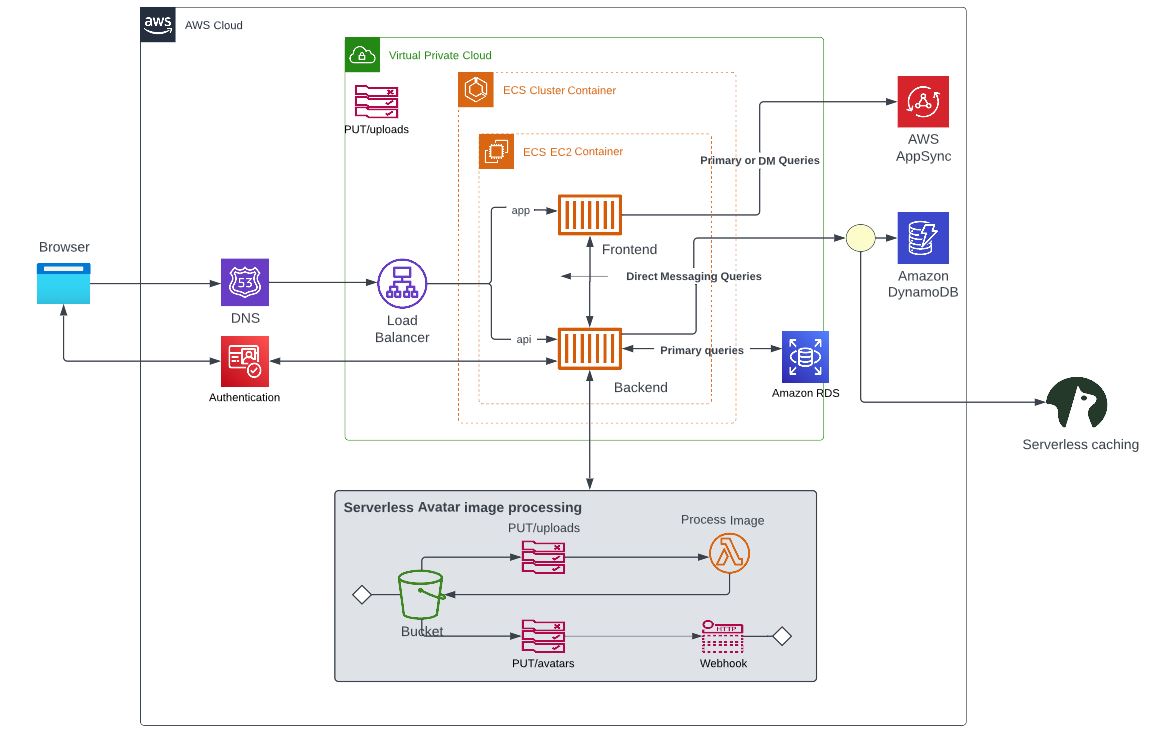 aws
AWS Cloud
Virtual Private Cloud
PUT/uploads
ECS Cluster Container
ECS EC2 Container
Primary or DM Queries
AWS
AppSync
app
Frontend
Browser
53
DNS
Load
Balancer
Direct Messaging Queries
Amazon
DynamoDB
api
Primary queries
Backend
Authentication
Amazon RDS
Serverless caching
Serverless Avatar image processing
PUT/uploads
Process Image
Bucket
HTTP
PUT/avatars
Webhook